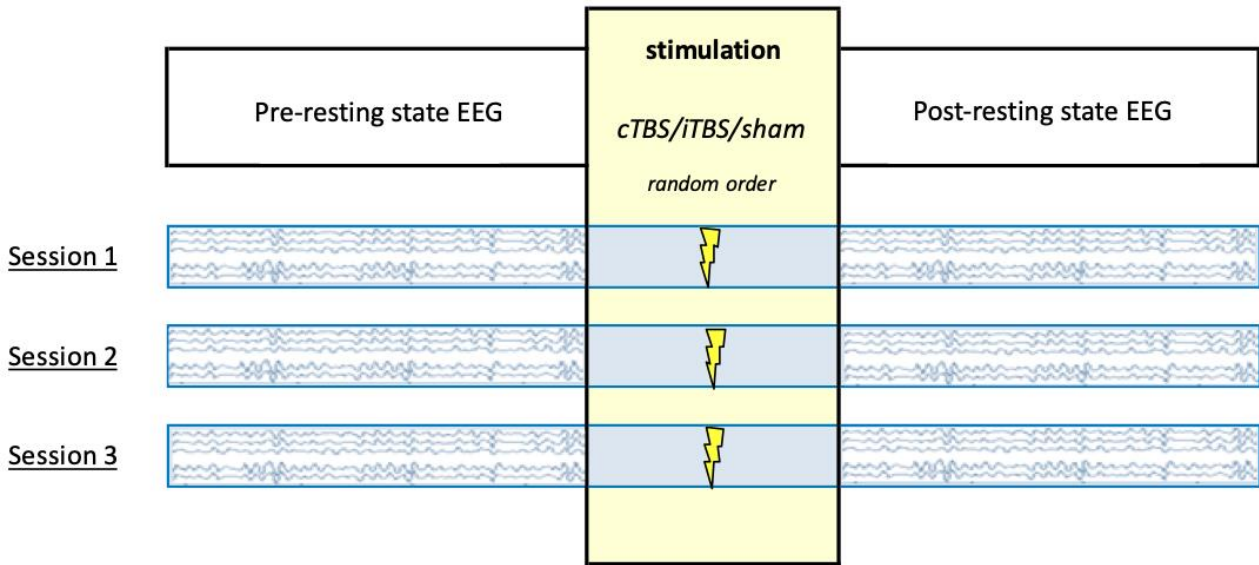 stimulation
Pre-resting state EEG
cTBS/iTBS/sham
random order
Post-resting state EEG
Session 1
Session 2
Session 3